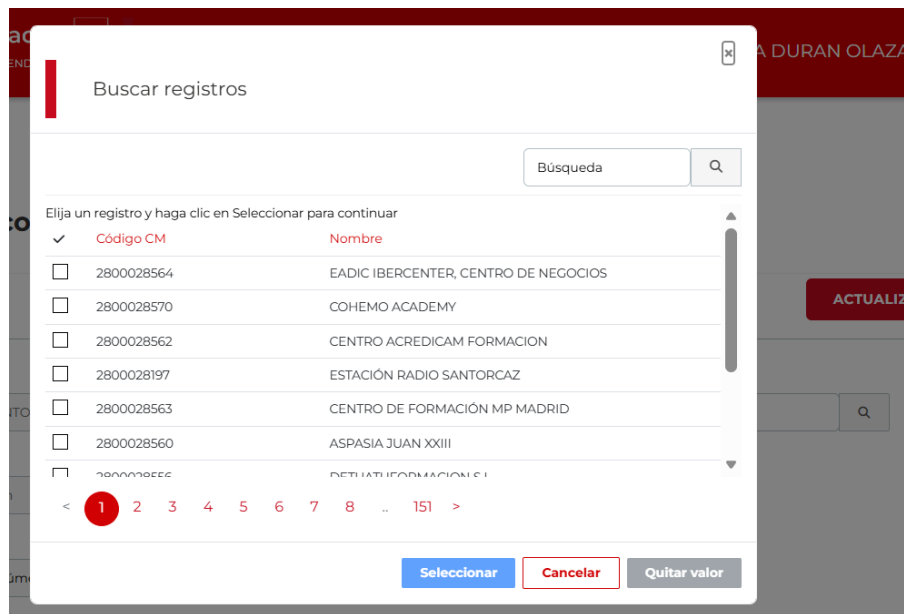 A DURAN OLAZA
Buscar registros
Búsqueda
Elija un registro y haga clic en Seleccionar para continuar
Código CM Nombre
2800028564 EADIC IBERCENTER, CENTRO DE NEGOCIOS
2800028570 COHEMO ACADEMY
2800028562 CENTRO ACREDICAM FORMACION
ACTUALIZ
2800028197 ESTACIÓN RADIO SANTORCAZ
2800028563 CENTRO DE FORMACIÓN MP MADRID
2800028560 ASPASIA JUAN XXIII
< 1 2 3 4 5 6 7 8 .. 151 >
Seleccionar Cancelar Quitar valor